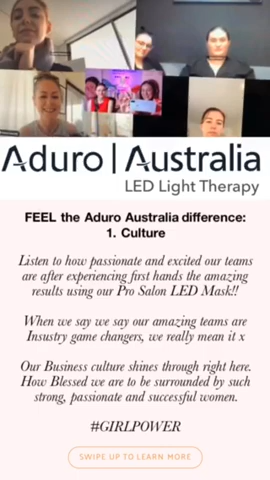 Aduro | Australia
LED Light Therapy
FEEL the Aduro Australia difference:
1. Culture
Listen to how passionate and excited our teams
are after experiencing first hands the amazing
results using our Pro Salon LED Mask!!
When we say we say our amazing teams are
Insustry game changers, we really mean it x
Our Business culture shines through right here.
How Blessed we are to be surrounded by such
strong, passionate and successful women.
#GIRLPOWER
SWIPE UP TO LEARN MORE